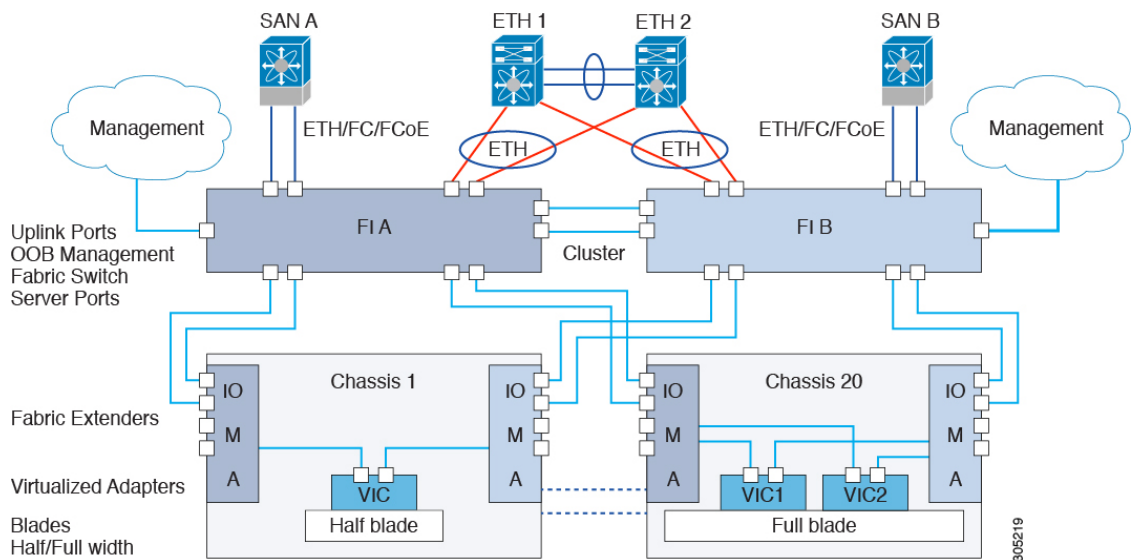 SAN A
ETH 1
ETH 2
SAN B
Management
ETH/FC/FCoE
ETH
ETH
ETH/FC/FCoE
Management
FI A
FI B
Cluster
Uplink Ports
OOB Management
Fabric Switch
Server Ports
Chassis 1
Chassis 20
IO
M
A
IO
M
A
IO
M
A
IO
M
A
Fabric Extenders
Virtualized Adapters
VIC
VIC1
VIC2
Blades
Half/Full width
Half blade
Full blade
305219